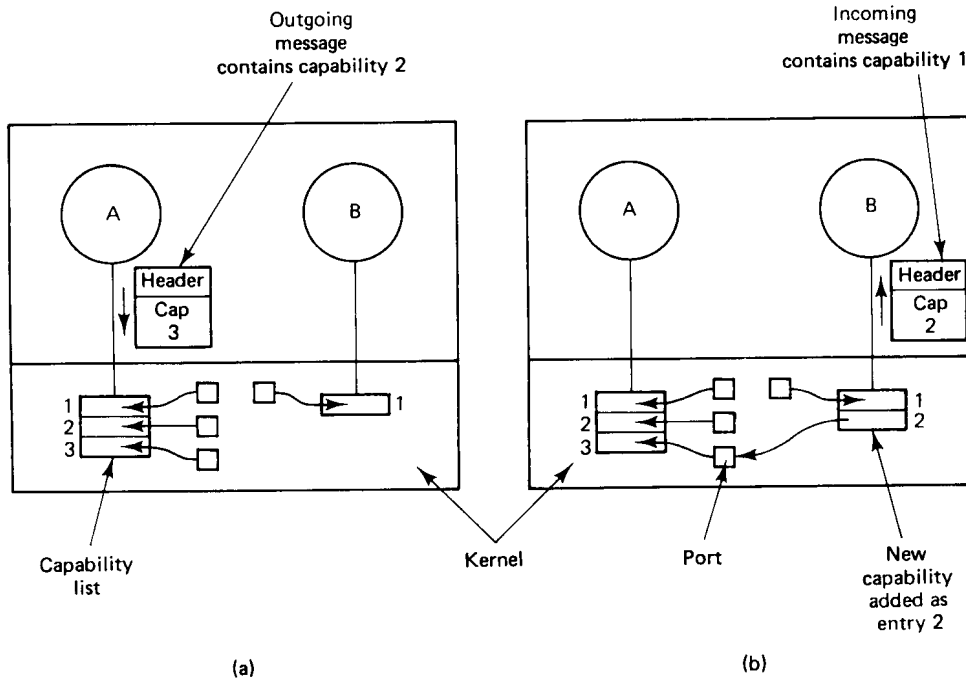 Outgoing
message
contains capability 2
Incoming
message
contains capability 1
A
B
Header
Cap
3
1
2
3
1
A
B
Header
Cap
2
1
2
3
1
2
Capability
list
Kernel
Port
New
capability
added as
entry 2
(a)
(b)